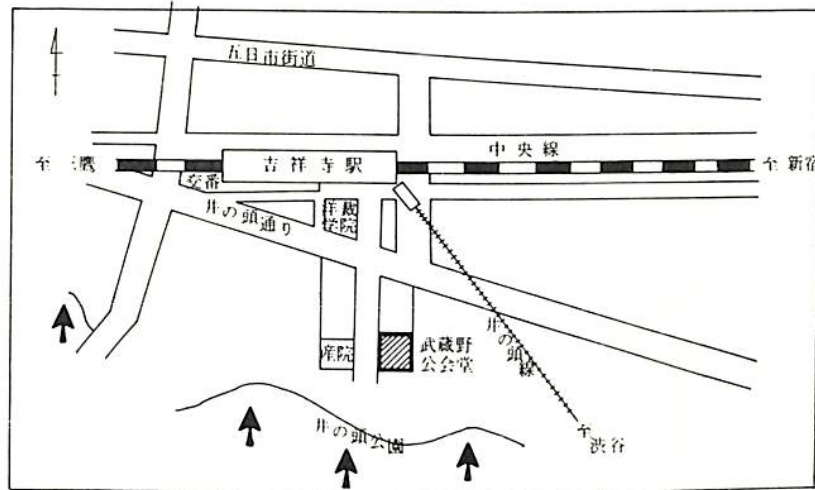 五日市街道
中央線
至三鷹
吉祥寺駅
至新宿
交番
洋裁
学院
井の頭通り
産院
武蔵野
公会堂
井の頭線
井の頭公園
至
渋谷